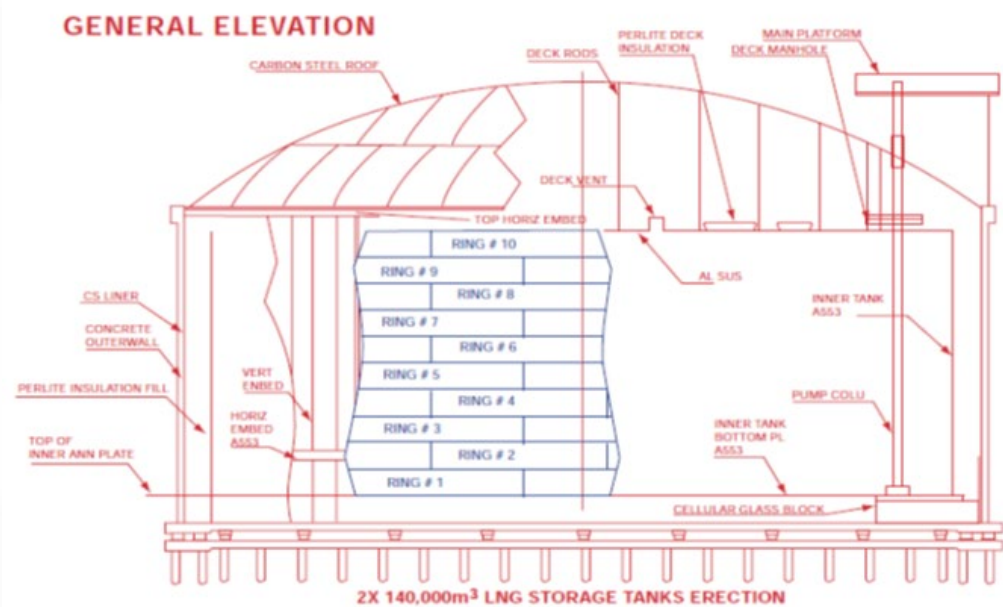 GENERAL ELEVATION
CARBON STEEL ROOF
DECK RODS
PERLITE DECK
INSULATION
MAIN PLATFORM
DECK MANHOLE
DECK VENT
TOP HORIZ EMBED
RING # 10
RING # 9
RING # 8
RING # 7
RING # 6
RING # 5
RING # 4
RING # 3
RING # 2
RING # 1
AL SUS
CS LINER
CONCRETE
OUTERWALL
PERLITE INSULATION FILL
TOP OF
INNER ANN PLATE
VERT
ENBED
HORIZ
EMBED
A553
INNER TANK
A553
PUMP COLU
INNER TANK
BOTTOM PL
A553
CELLULAR GLASS BLOCK
2X 140,000m³ LNG STORAGE TANKS ERECTION